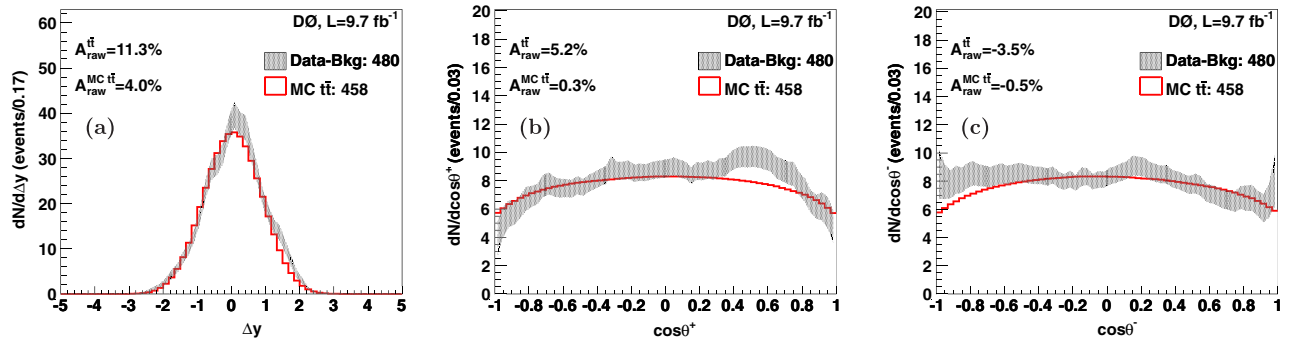 dN/dΔy (events/0.17)
60
50
40
30
20
10
0
DØ, L=9.7 fb⁻¹
A_raw^{tt̄}=11.3%
A_raw^{MC tt̄}=4.0%
Data-Bkg: 480
MC tt̄: 458
(a)
-5 -4 -3 -2 -1 0 1 2 3 4 5
Δy
dN/dcosθ⁺ (events/0.03)
20
18
16
14
12
10
8
6
4
2
0
DØ, L=9.7 fb⁻¹
A_raw^{tt̄}=5.2%
A_raw^{MC tt̄}=0.3%
Data-Bkg: 480
MC tt̄: 458
(b)
-1 -0.8 -0.6 -0.4 -0.2 0 0.2 0.4 0.6 0.8 1
cosθ⁺
dN/dcosθ⁻ (events/0.03)
20
18
16
14
12
10
8
6
4
2
0
DØ, L=9.7 fb⁻¹
A_raw^{tt̄}=-3.5%
A_raw^{MC tt̄}=-0.5%
Data-Bkg: 480
MC tt̄: 458
(c)
-1 -0.8 -0.6 -0.4 -0.2 0 0.2 0.4 0.6 0.8 1
cosθ⁻